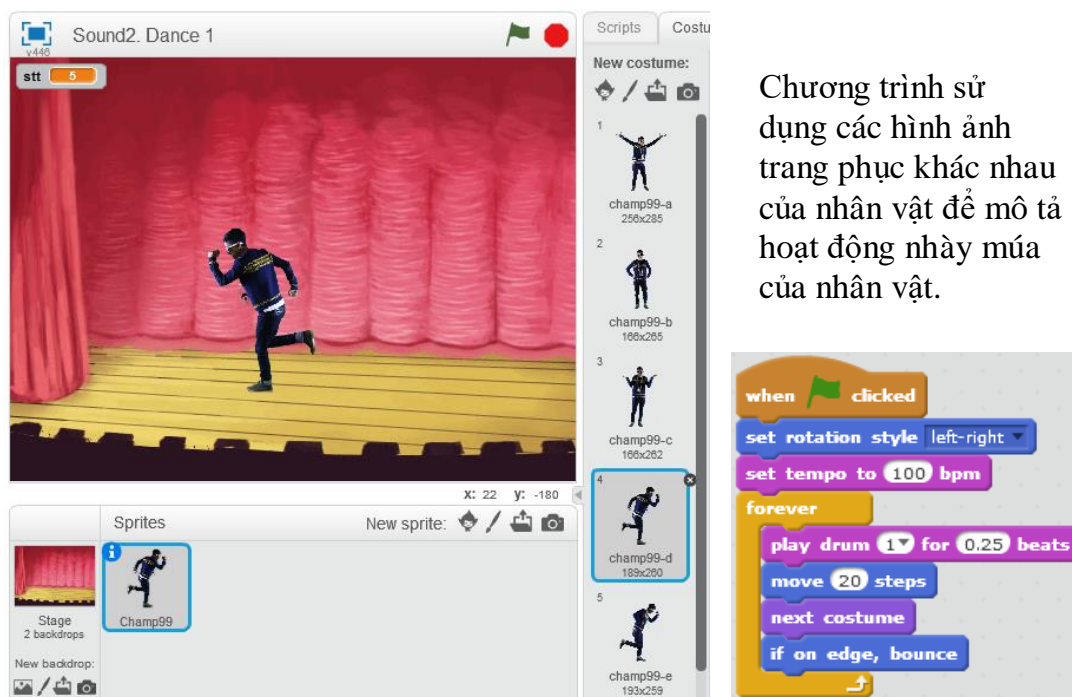 Sound2. Dance 1
v446
stt 5
X: 22 y: -180
Sprites
New sprite:
Stage
2 backdrops
New backdrop:
Champ99
Scripts
Costu
New costume:
1
champ99-a
256x285
2
champ99-b
166x265
3
champ99-c
166x262
4
champ99-d
189x260
5
champ99-e
193x259
Chương trình sử
dụng các hình ảnh
trang phục khác nhau
của nhân vật để mô tả
hoạt động nhày múa
của nhân vật.
when clicked
set rotation style left-right
set tempo to 100 bpm
forever
play drum 1 for 0.25 beats
move 20 steps
next costume
if on edge, bounce